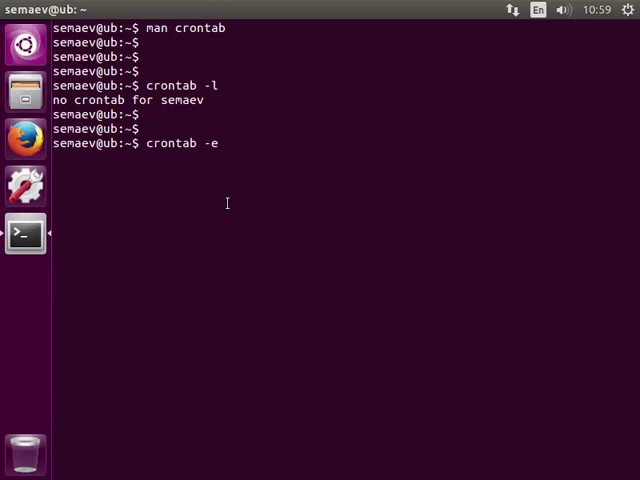 semaev@ub: ~
En
10:59
semaev@ub:~$ man crontab
semaev@ub:~$
semaev@ub:~$
semaev@ub:~$
semaev@ub:~$ crontab -l
no crontab for semaev
semaev@ub:~$
semaev@ub:~$
semaev@ub:~$ crontab -e
>_